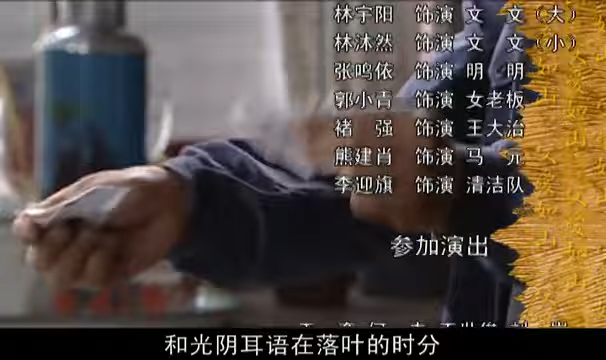 林宇阳 饰演 文 文（大）
林沐然 饰演 文 文（小）
张鸣依 饰演 明 明
郭小青 饰演 女老板
褚 强 饰演 王大治
熊建肖 饰演 马 元
李迎旗 饰演 清洁队
参加演出
和光阴耳语在落叶的时分